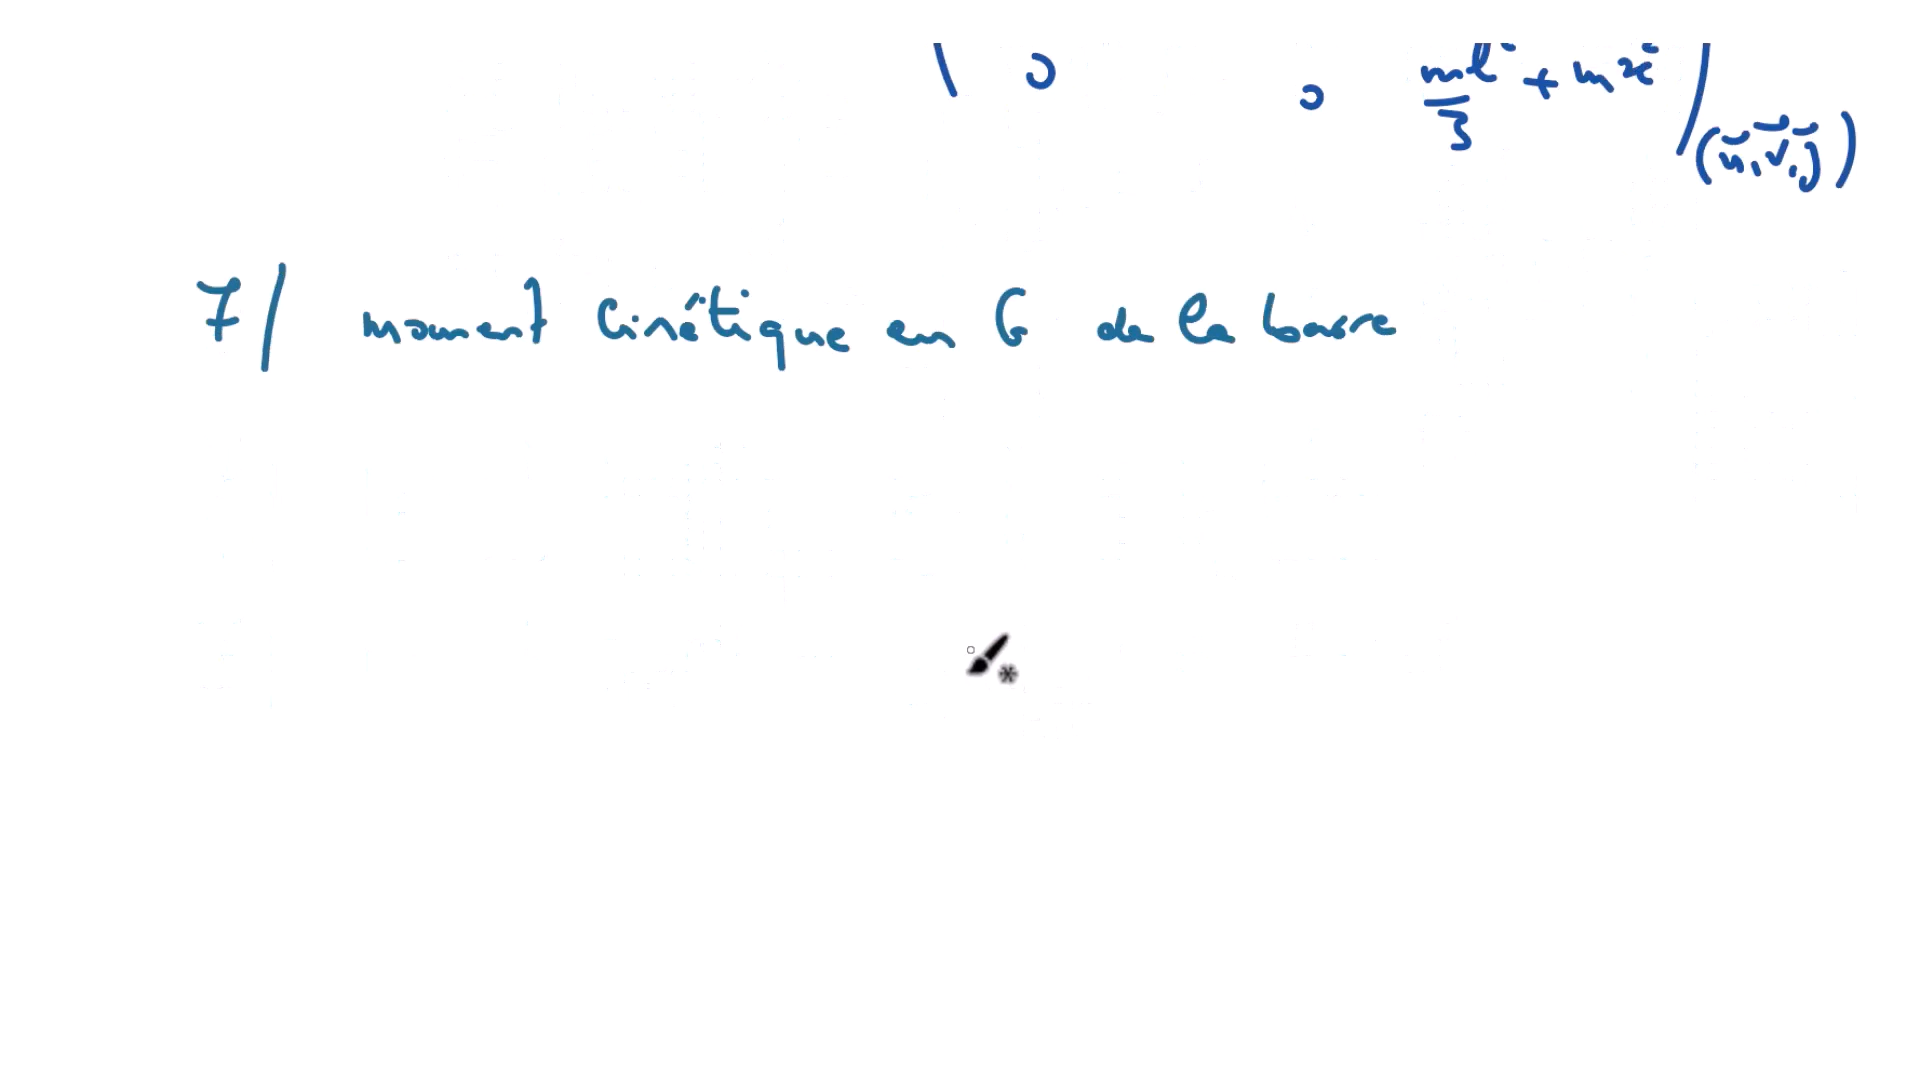 0 0 ml²/3 + mx²
(u, v, j)
7/ moment cinétique en G de la barre